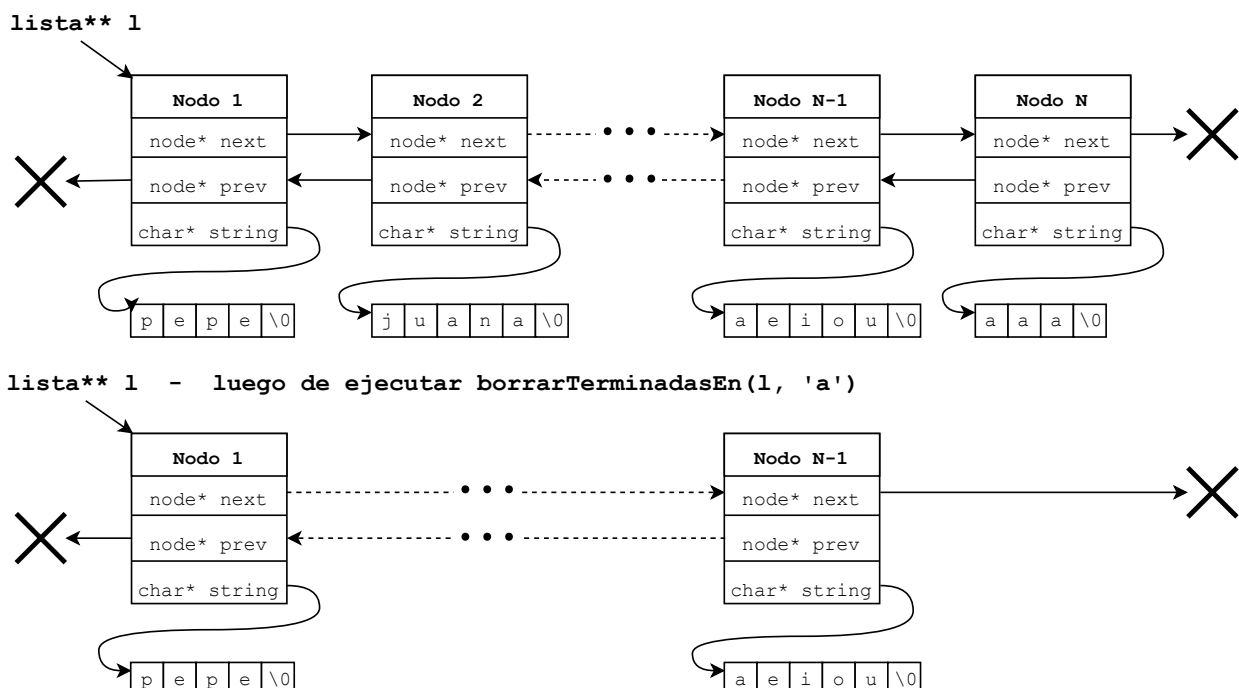 lista** l
Nodo 1 Nodo 2 Nodo N-1 Nodo N
node* next node* next • • • node* next node* next
node* prev node* prev • • • node* prev node* prev
char* string char* string char* string char* string
p e p e \0 j u a n a \0 a e i o u \0 a a a \0
lista** l - luego de ejecutar borrarTerminadasEn(l, 'a')
Nodo 1 Nodo N-1
node* next • • • node* next
node* prev • • • node* prev
char* string char* string
p e p e \0 a e i o u \0